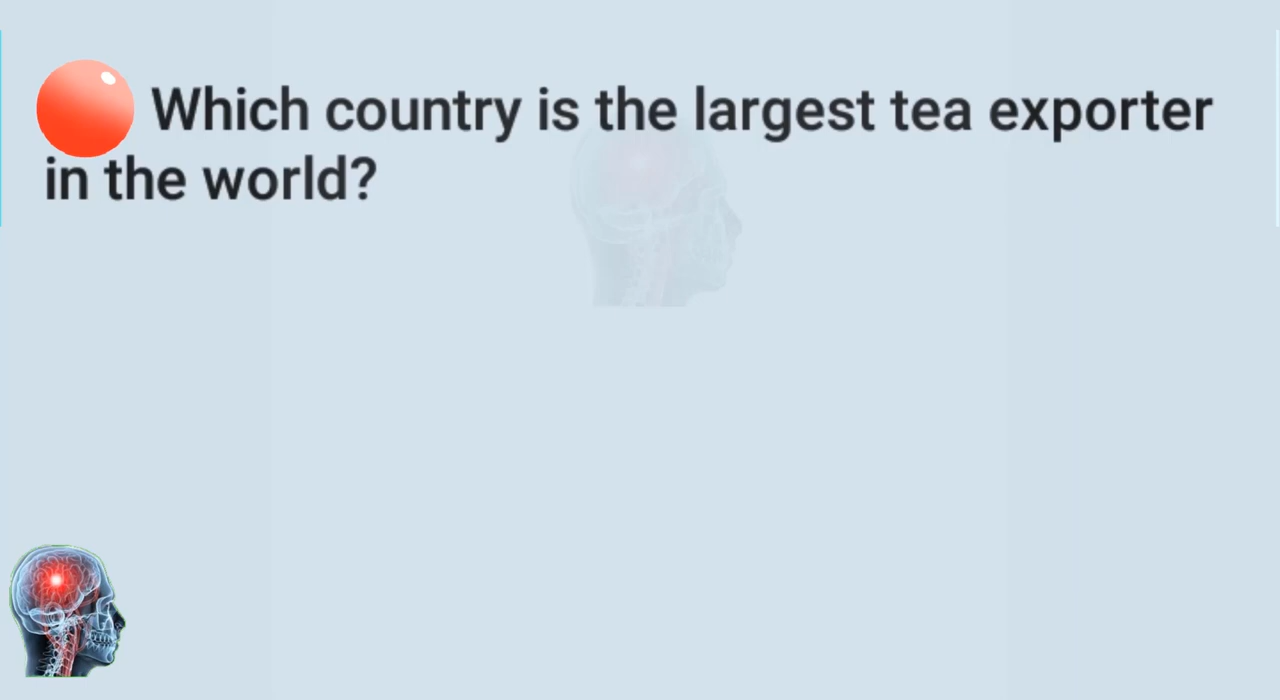 Which country is the largest tea exporter
in the world?